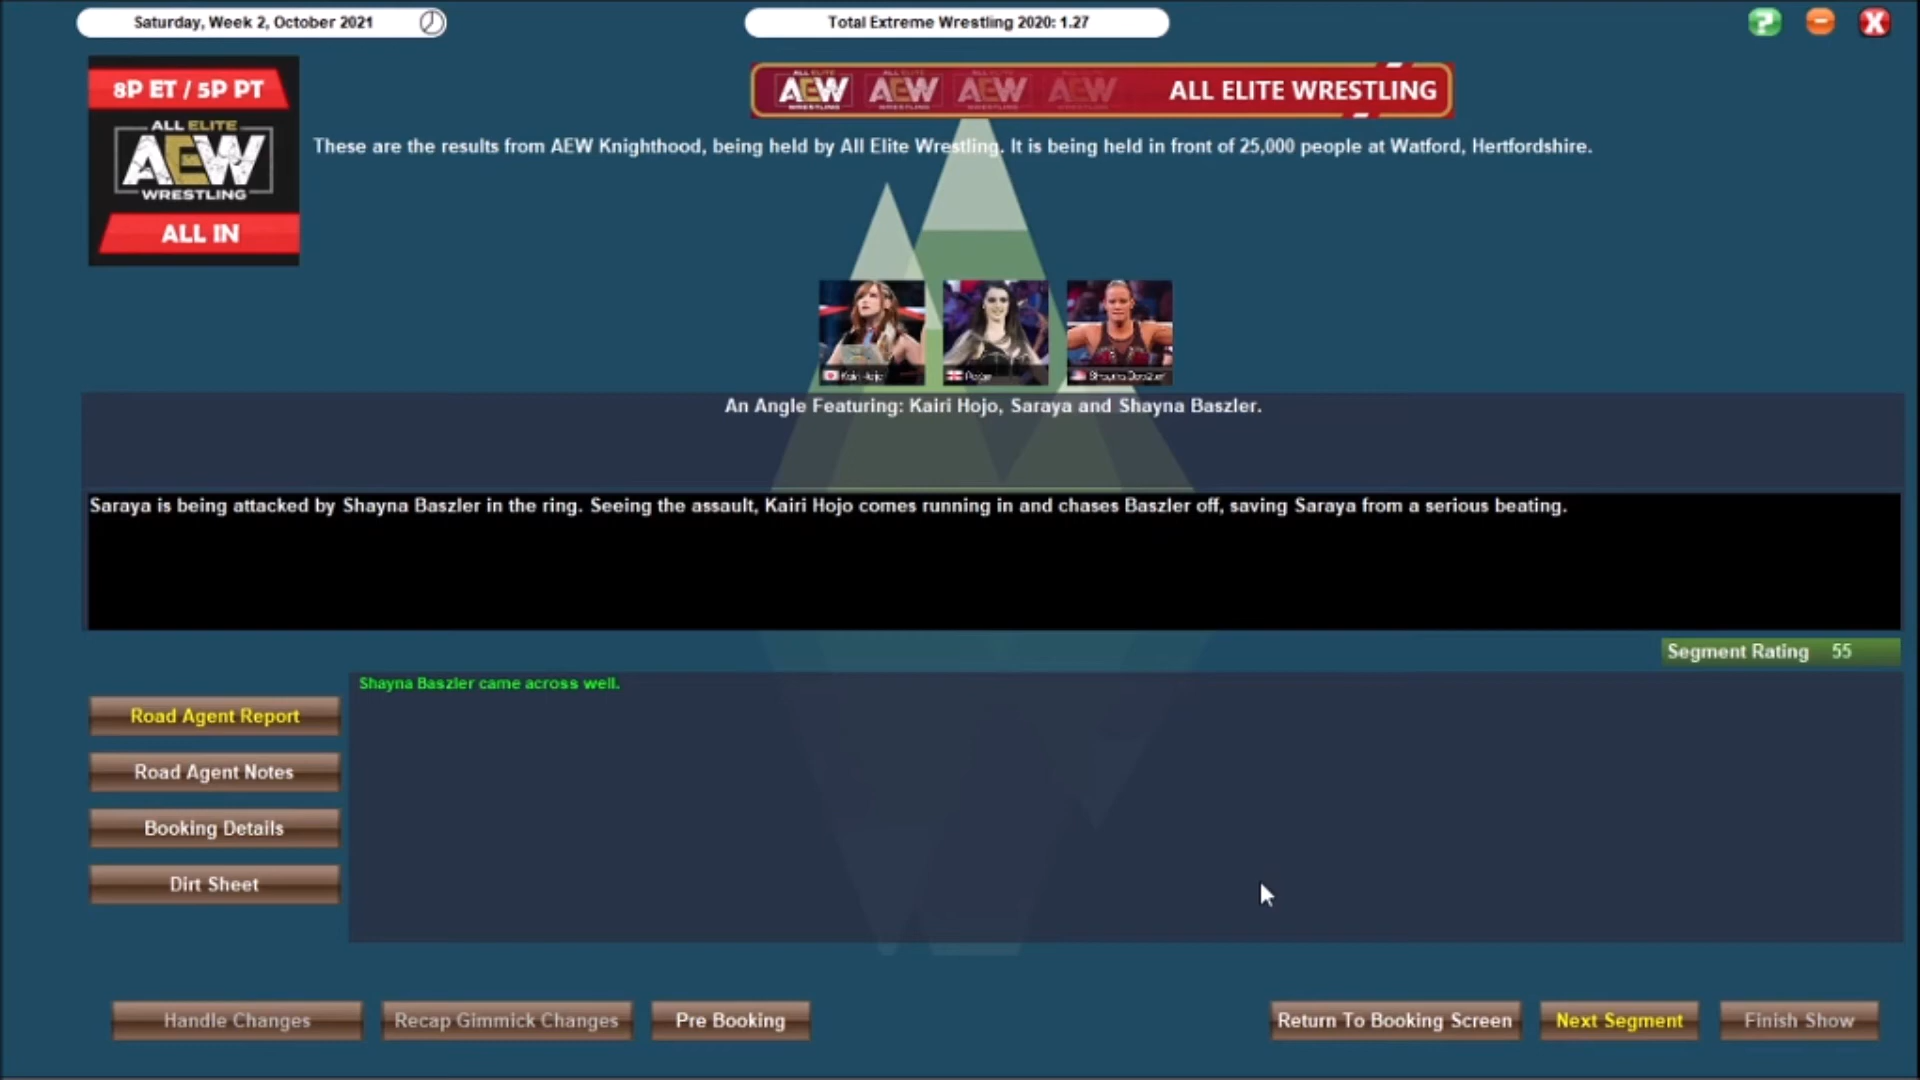 Saturday, Week 2, October 2021
Total Extreme Wrestling 2020: 1.27
8P ET / 5P PT
ALL ELITE
AEW
WRESTLING
ALL IN
AEW AEW AEW AEW ALL ELITE WRESTLING
These are the results from AEW Knighthood, being held by All Elite Wrestling. It is being held in front of 25,000 people at Watford, Hertfordshire.
Kairi Hojo
Shayna Baszler
An Angle Featuring: Kairi Hojo, Saraya and Shayna Baszler.
Saraya is being attacked by Shayna Baszler in the ring. Seeing the assault, Kairi Hojo comes running in and chases Baszler off, saving Saraya from a serious beating.
Segment Rating 55
Shayna Baszler came across well.
Road Agent Report
Road Agent Notes
Booking Details
Dirt Sheet
Handle Changes
Recap Gimmick Changes
Pre Booking
Return To Booking Screen
Next Segment
Finish Show